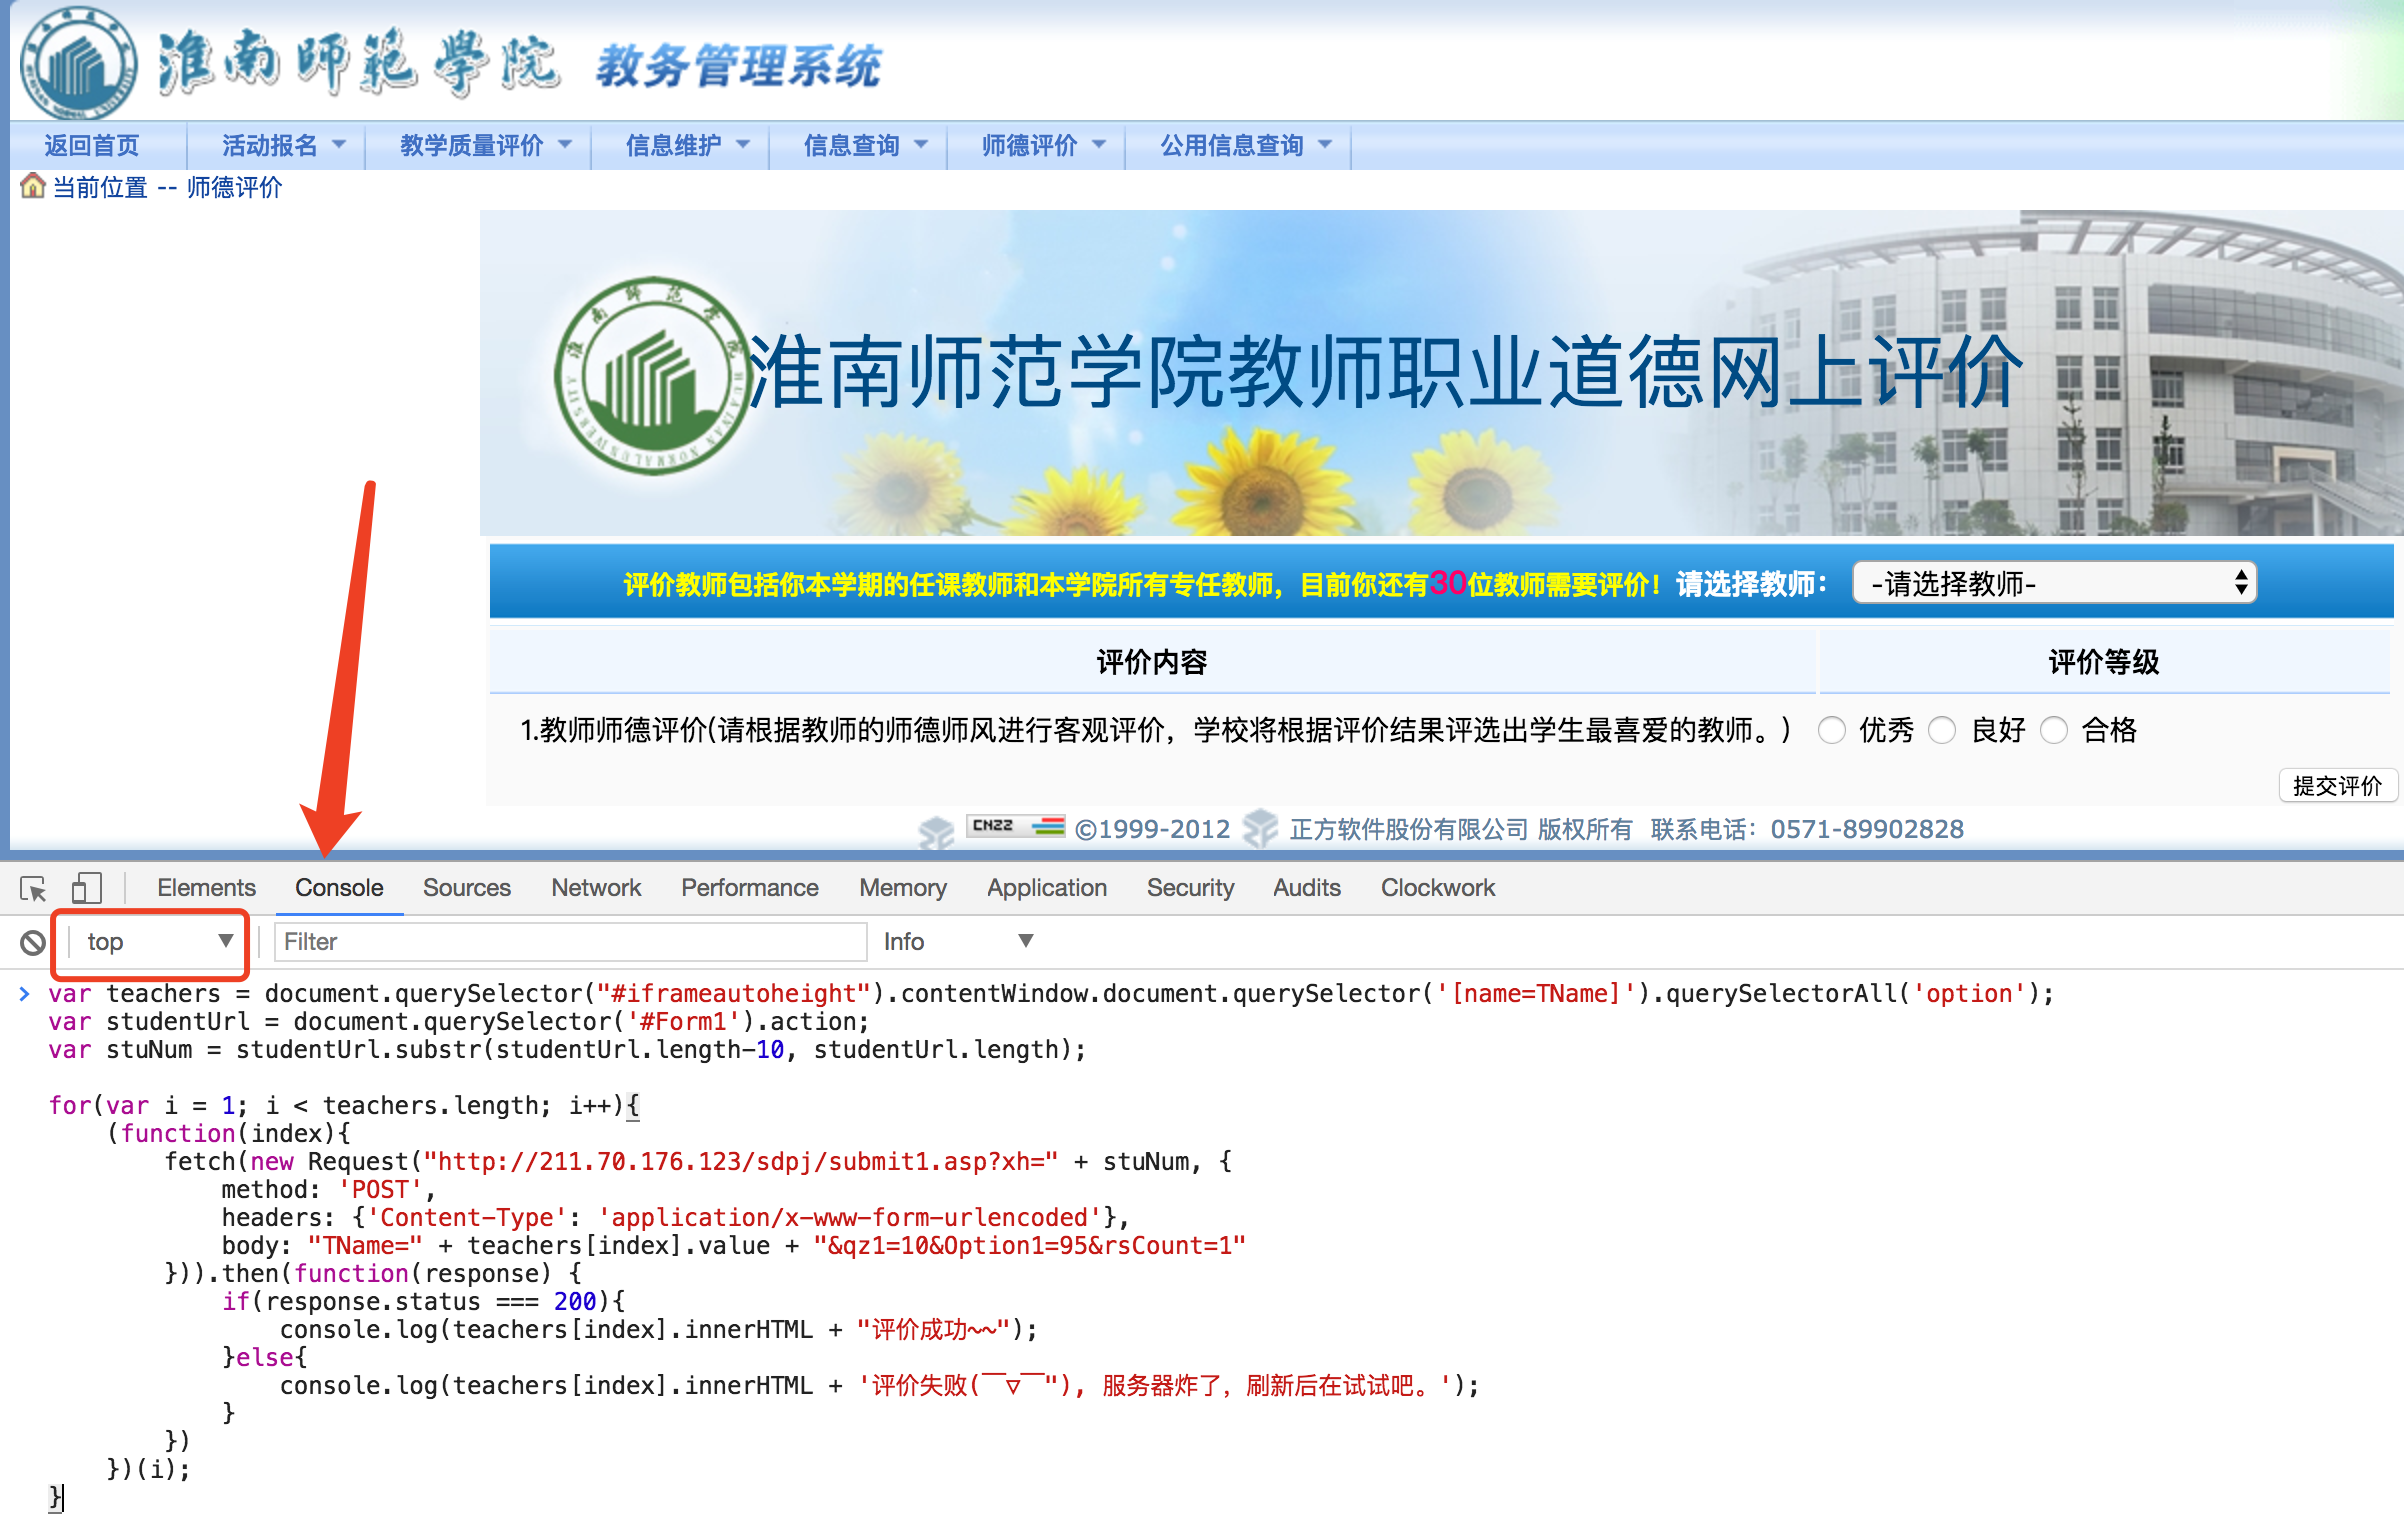 淮南师范學院 教务管理系统
返回首页 活动报名 教学质量评价 信息维护 信息查询 师德评价 公用信息查询
当前位置 -- 师德评价
淮南师范学院
HUAINAN NORMAL UNIVERSITY
淮南师范学院教师职业道德网上评价
评价教师包括你本学期的任课教师和本学院所有专任教师，目前你还有30位教师需要评价！请选择教师： -请选择教师-
评价内容 评价等级
1.教师师德评价(请根据教师的师德师风进行客观评价，学校将根据评价结果评选出学生最喜爱的教师。) 优秀 良好 合格
提交评价
CNZZ ©1999-2012 正方软件股份有限公司 版权所有 联系电话：0571-89902828
Elements Console Sources Network Performance Memory Application Security Audits Clockwork
top Filter Info
var teachers = document.querySelector("#iframeautoheight").contentWindow.document.querySelector('[name=TName]').querySelectorAll('option');
var studentUrl = document.querySelector('#Form1').action;
var stuNum = studentUrl.substr(studentUrl.length-10, studentUrl.length);
for(var i = 1; i < teachers.length; i++){
(function(index){
fetch(new Request("http://211.70.176.123/sdpj/submit1.asp?xh=" + stuNum, {
method: 'POST',
headers: {'Content-Type': 'application/x-www-form-urlencoded'},
body: "TName=" + teachers[index].value + "&qz1=10&Option1=95&rsCount=1"
})).then(function(response) {
if(response.status === 200){
console.log(teachers[index].innerHTML + "评价成功~~");
}else{
console.log(teachers[index].innerHTML + '评价失败(￣▽￣"), 服务器炸了，刷新后在试试吧。');
}
})
})(i);
}